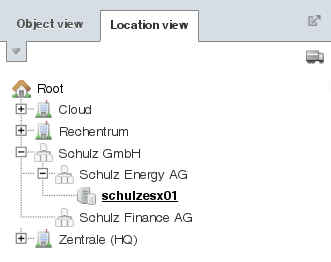 Object view
Location view
Root
Cloud
Rechentrum
Schulz GmbH
Schulz Energy AG
schulzesx01
Schulz Finance AG
Zentrale (HQ)